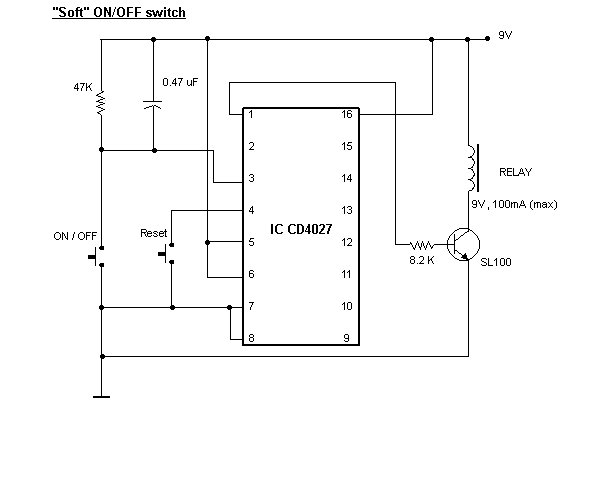 "Soft" ON/OFF switch
9V
47K
0.47 uF
1 16
2 15
3 14
4 13
5 12
6 11
7 10
8 9
IC CD4027
ON / OFF
Reset
RELAY
9V, 100mA (max)
8.2 K
SL100